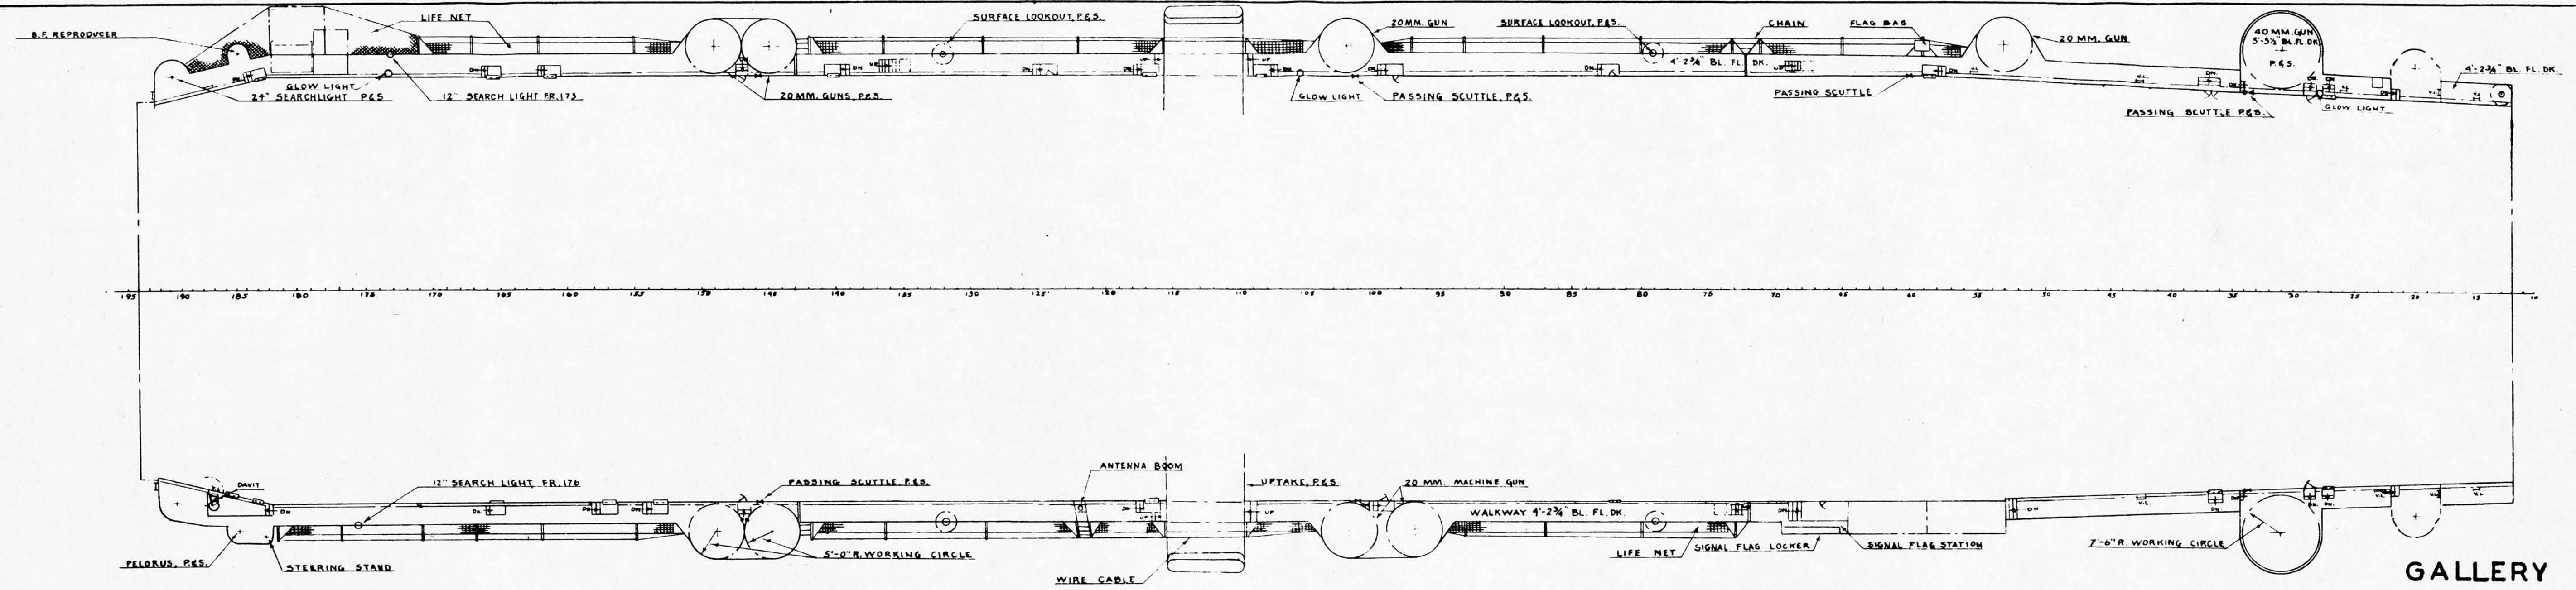 LIFE NET
SURFACE LOOKOUT, P.&S.
20MM. GUN
SURFACE LOOKOUT, P.&S.
CHAIN
FLAG BAG
B.F. REPRODUCER
40 MM. GUN
5'-5½" BL. FL. DK.
P.&S.
20 MM. GUN
4'-2¾" BL. FL. DK.
4'-2¾" BL. FL. DK.
GLOW LIGHT
24" SEARCHLIGHT P&S
12" SEARCH LIGHT FR. 173
20 MM. GUNS, P.&S.
GLOW LIGHT
PASSING SCUTTLE, P.&S.
PASSING SCUTTLE
PASSING SCUTTLE P.&S.
GLOW LIGHT
195 190 185 180 175 170 165 160 155 150 145 140 135 130 125 120 115 110 105 100 95 90 85 80 75 70 65 60 55 50 45 40 35 30 25 20 15 10
ANTENNA BOOM
DAVIT
12" SEARCH LIGHT, FR. 176
PASSING SCUTTLE, P.&S.
UPTAKE, P.&S.
20 MM. MACHINE GUN
WALKWAY 4'-2¾" BL. FL. DK.
5'-0" R. WORKING CIRCLE
LIFE NET
SIGNAL FLAG LOCKER
SIGNAL FLAG STATION
7'-6" R. WORKING CIRCLE
PELORUS, P.&S.
STEERING STAND
WIRE CABLE
GALLERY